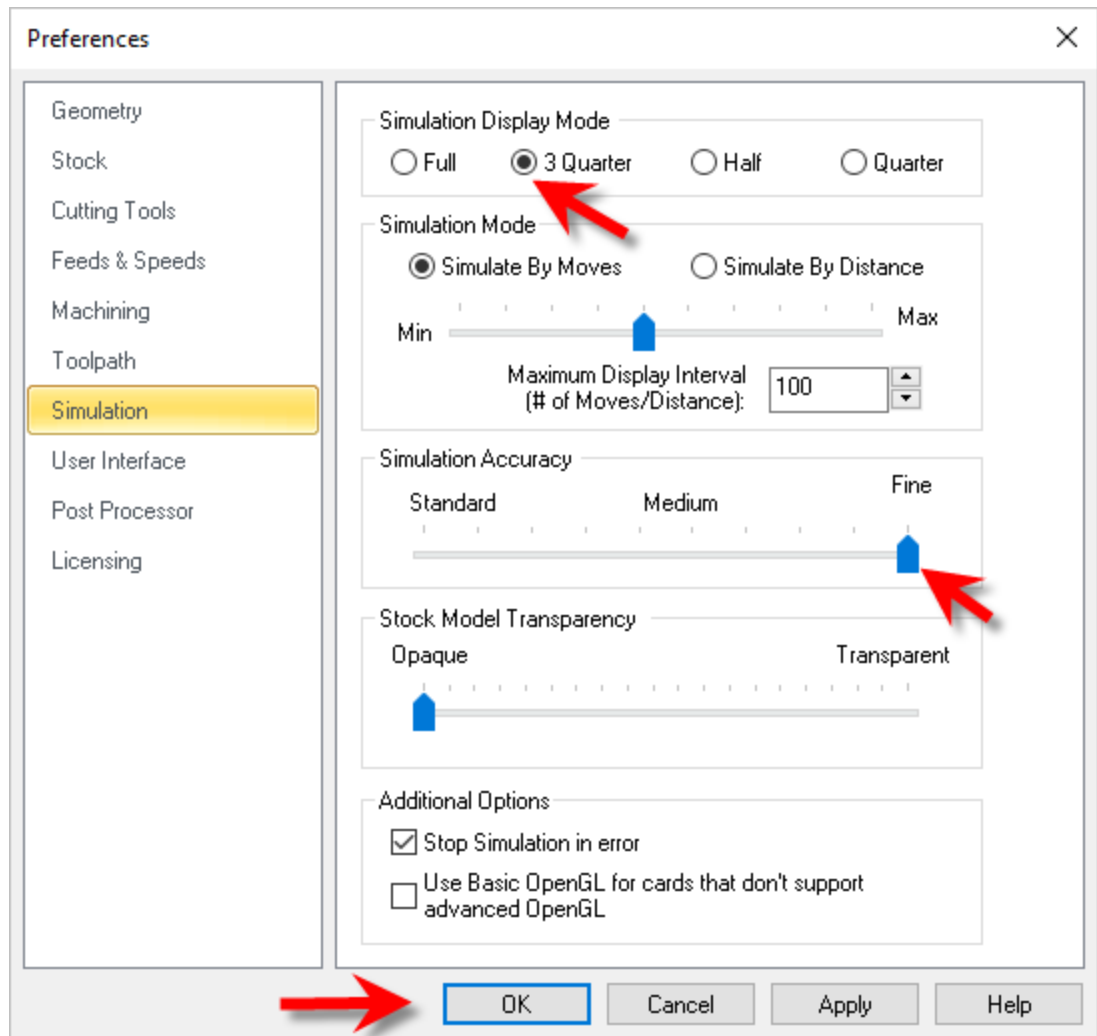 Preferences
Geometry
Stock
Cutting Tools
Feeds & Speeds
Machining
Toolpath
Simulation
User Interface
Post Processor
Licensing
Simulation Display Mode
Full 3 Quarter Half Quarter
Simulation Mode
Simulate By Moves Simulate By Distance
Min Max
Maximum Display Interval
(# of Moves/Distance): 100
Simulation Accuracy
Standard Medium Fine
Stock Model Transparency
Opaque Transparent
Additional Options
Stop Simulation in error
Use Basic OpenGL for cards that don't support
advanced OpenGL
OK Cancel Apply Help